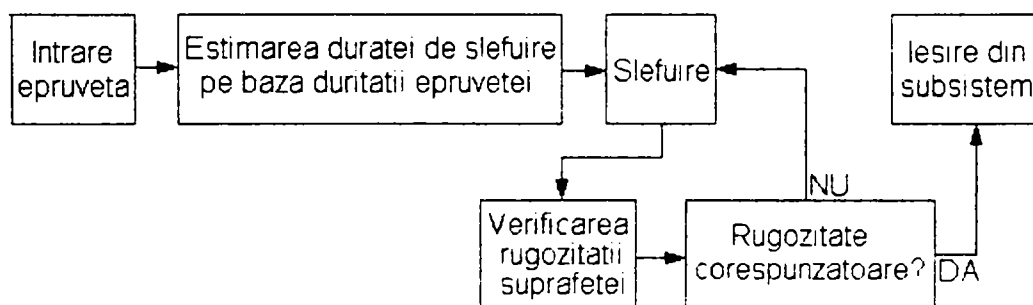 Intrare
epruveta
Estimarea duratei de slefuire
pe baza duritatii epruvetei
Slefuire
Iesire din
subsistem
NU
Verificarea
rugozitatii
suprafetei
Rugozitate
corespunzatoare?
DA